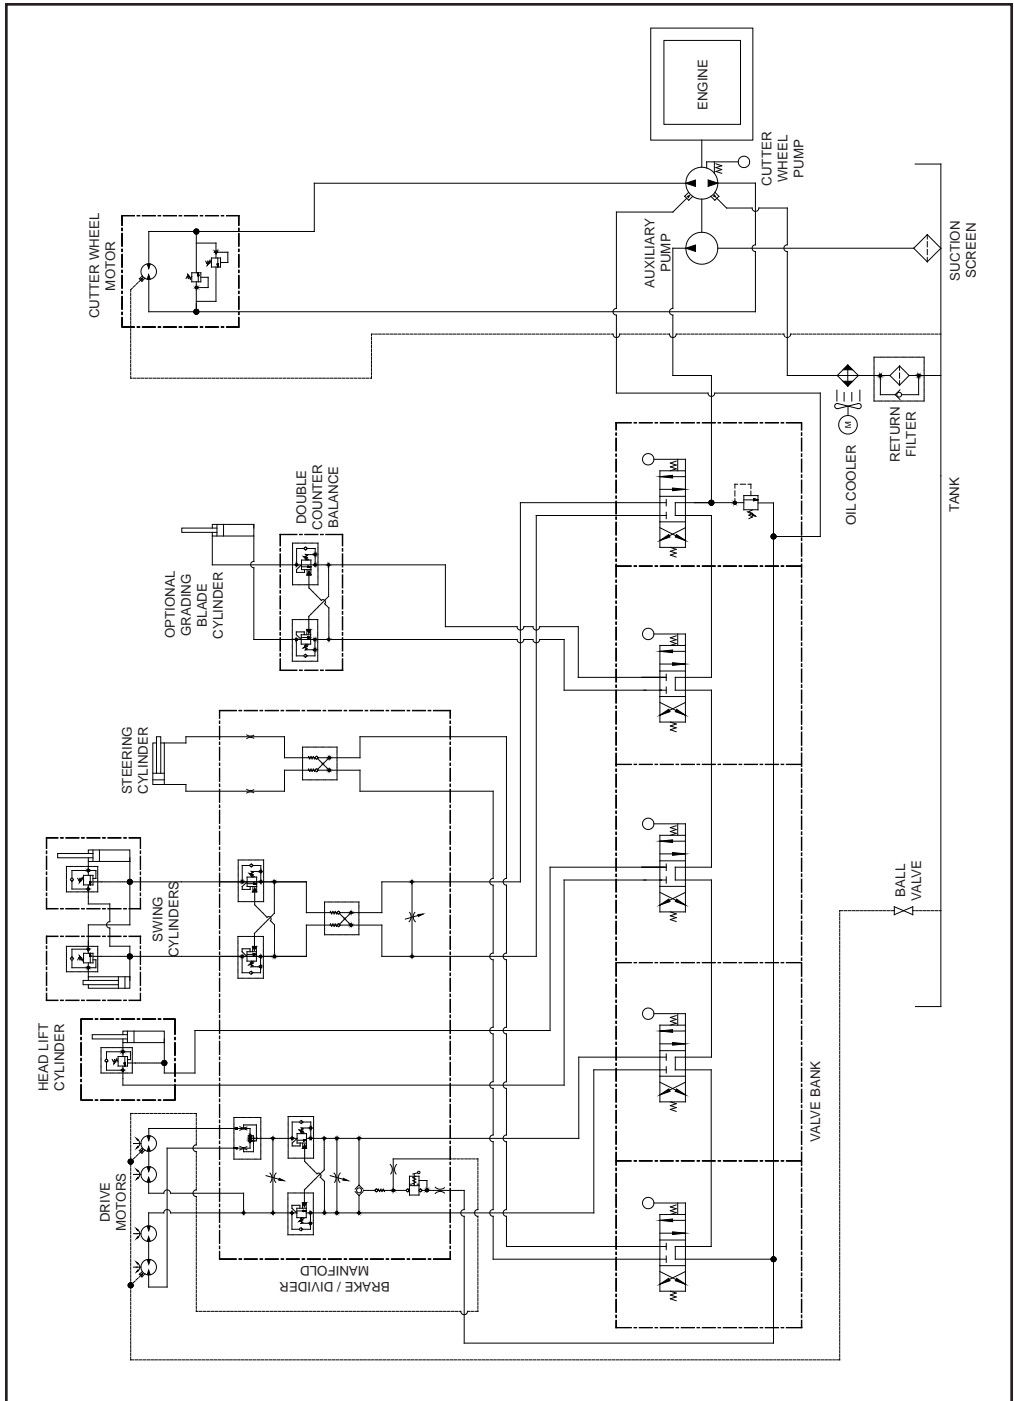 ENGINE
CUTTER
WHEEL
PUMP
AUXILIARY
PUMP
SUCTION
SCREEN
CUTTER WHEEL
MOTOR
M
OIL COOLER
RETURN
FILTER
TANK
DOUBLE
COUNTER
BALANCE
OPTIONAL
GRADING
BLADE
CYLINDER
STEERING
CYLINDER
SWING
CYLINDERS
HEAD LIFT
CYLINDER
DRIVE
MOTORS
BRAKE / DIVIDER
MANIFOLD
BALL
VALVE
VALVE BANK